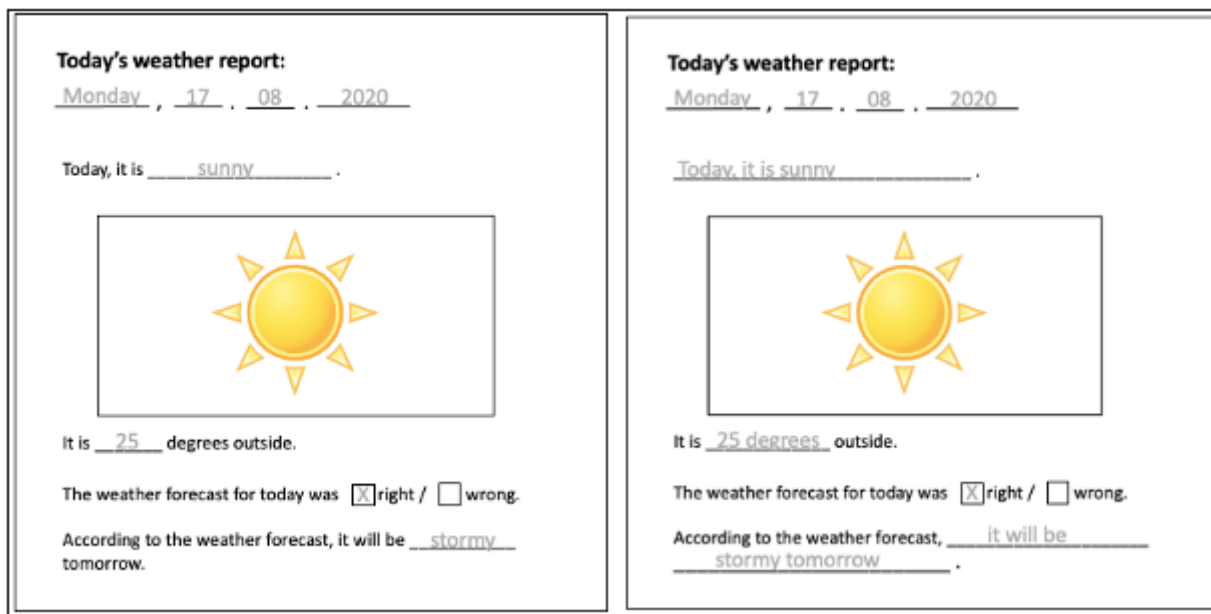 Today's weather report:
Monday , 17 . 08 . 2020
Today, it is sunny .
It is 25 degrees outside.
The weather forecast for today was X right / wrong.
According to the weather forecast, it will be stormy
tomorrow.
Today's weather report:
Monday , 17 . 08 . 2020
Today, it is sunny .
It is 25 degrees outside.
The weather forecast for today was X right / wrong.
According to the weather forecast, it will be
stormy tomorrow .